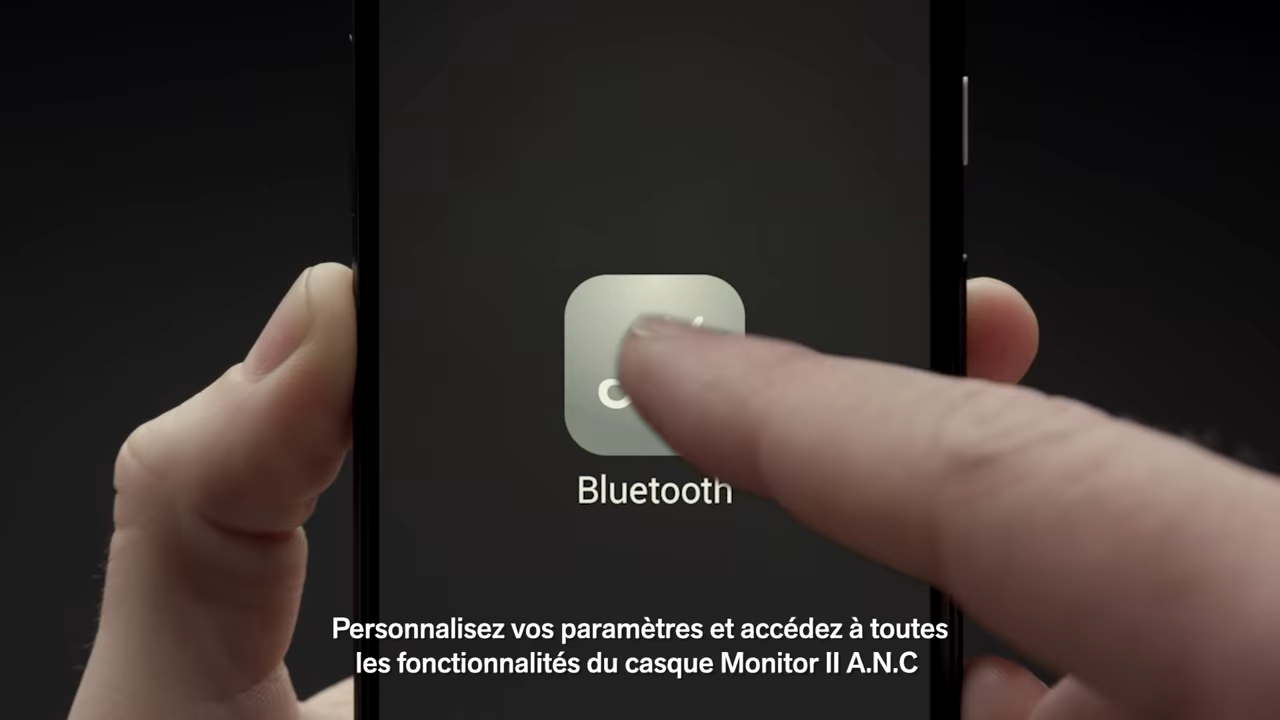 Bluetooth
Personnalisez vos paramètres et accédez à toutes
les fonctionnalités du casque Monitor II A.N.C